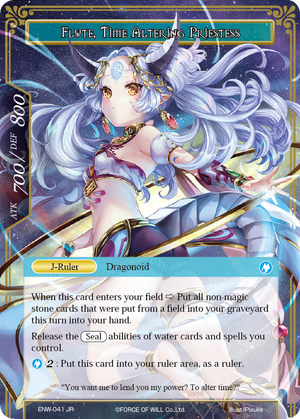 Flute, Time Altering Priestess
ATK 700 / DEF 800
J-Ruler Dragonoid
When this card enters your field ⇨ Put all non-magic
stone cards that were put from a field into your graveyard
this turn into your hand.
Release the Seal abilities of water cards and spells you
control.
2 : Put this card into your ruler area, as a ruler.
"You want me to lend you my power? To alter time?"
ENW-041 JR
©FORCE OF WILL Co.,Ltd.
Illust/Pisuke